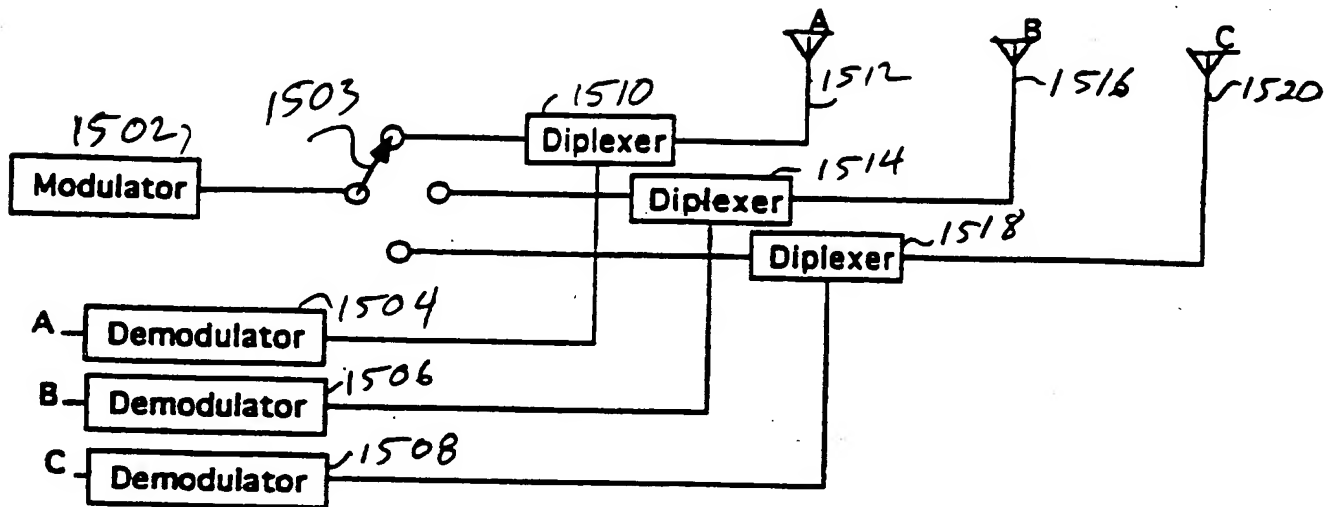 A
B
C
1512
1516
1520
1503
1510
1502
Diplexer
1514
Modulator
Diplexer
1518
Diplexer
1504
A
Demodulator
1506
B
Demodulator
1508
C
Demodulator